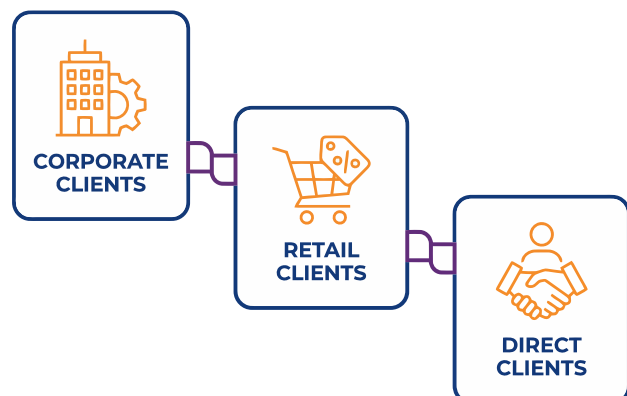 CORPORATE
CLIENTS
%
RETAIL
CLIENTS
DIRECT
CLIENTS